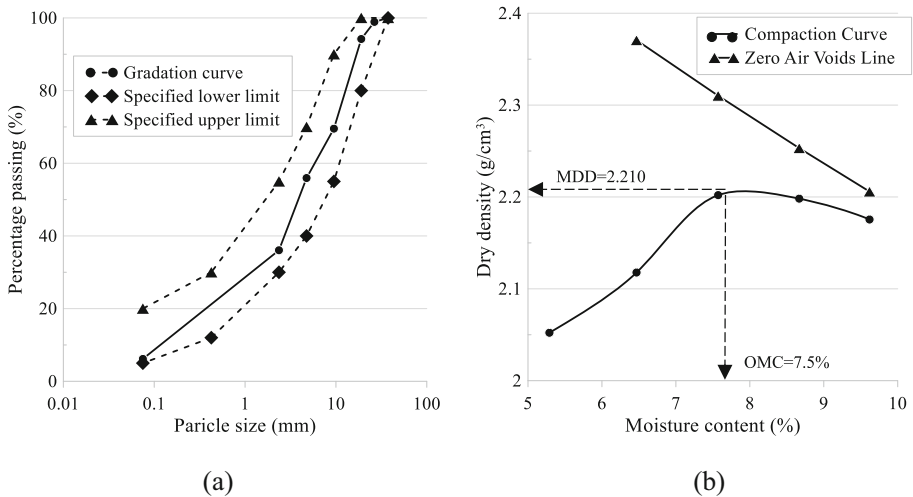 100
80
60
40
20
0
Percentage passing (%)
Gradation curve
Specified lower limit
Specified upper limit
0.01 0.1 1 10 100
Paricle size (mm)
(a)
2.4
2.3
2.2
2.1
2
Dry density (g/cm³)
Compaction Curve
Zero Air Voids Line
MDD=2.210
OMC=7.5%
5 6 7 8 9 10
Moisture content (%)
(b)